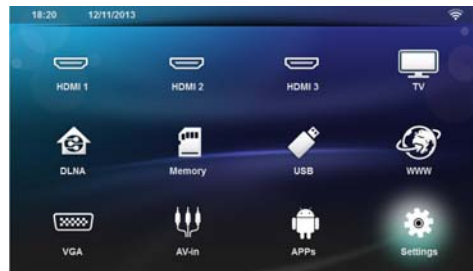 18:20 12/11/2013
HDMI 1 HDMI 2 HDMI 3 TV
DLNA Memory USB WWW
VGA AV-in APPs Settings